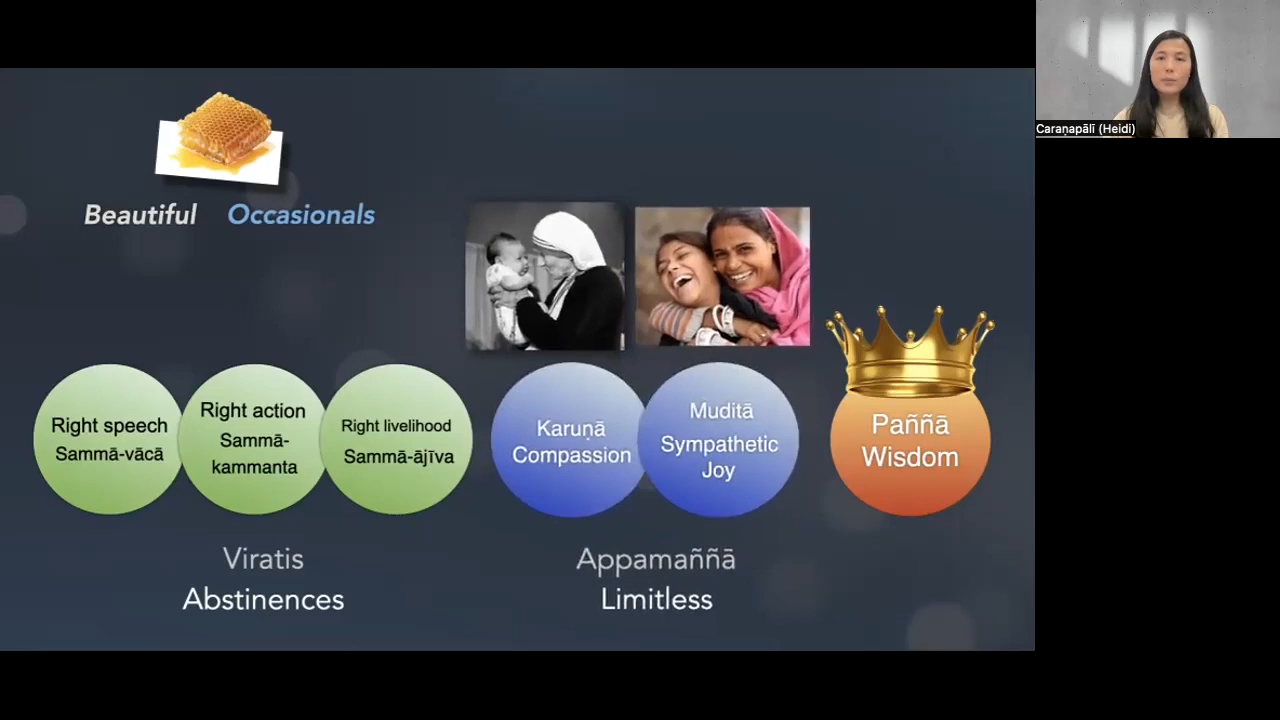 Caraṇapālī (Heidi)
Beautiful Occasionals
Right speech
Sammā-vācā
Right action
Sammā-
kammanta
Right livelihood
Sammā-ājīva
Karuṇā
Compassion
Muditā
Sympathetic
Joy
Paññā
Wisdom
Viratis
Abstinences
Appamaññā
Limitless